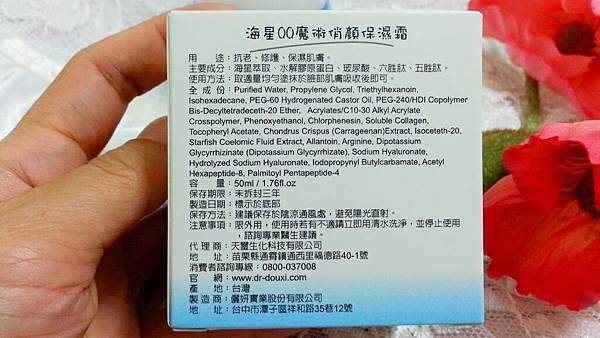 海星QQ魔術俏顏保濕霜
用　　途：抗老、修護、保濕肌膚。
主要成分：海星萃取、水解膠原蛋白、玻尿酸、六胜肽、五胜肽。
使用方法：取適量均勻塗抹於臉部肌膚吸收後即可。
全 成 份：Purified Water, Propylene Glycol, Triethylhexanoin,
Isohexadecane, PEG-60 Hydrogenated Castor Oil, PEG-240/HDI Copolymer
Bis-Decyltetradeceth-20 Ether, Acrylates/C10-30 Alkyl Acrylate
Crosspolymer, Phenoxyethanol, Chlorphenesin, Soluble Collagen,
Tocopheryl Acetate, Chondrus Crispus (Carrageenan)Extract, Isoceteth-20,
Starfish Coelomic Fluid Extract, Allantoin, Arginine, Dipotassium
Glycyrrhizinate (Dipotassium Glycyrrhizate), Sodium Hyaluronate,
Hydrolyzed Sodium Hyaluronate, Iodopropynyl Butylcarbamate, Acetyl
Hexapeptide-8, Palmitoyl Pentapeptide-4
容　　量：50ml / 1.76fl.oz
保存期限：未拆封三年
製造日期：標示於底部
保存方法：建議保存於陰涼通風處，避免陽光直射。
注意事項：限外用，使用時若有不適請立即用清水洗淨，並停止使用
，諮詢專業醫生建議。
代 理 商：天璽生化科技有限公司
地　　址：苗栗縣通霄鎮通西里福德路40-1號
消費者諮詢專線：0800-037008
官　　網：www.dr-douxi.com
產　　地：台灣
製 造 商：儷妍實業股份有限公司
地　　址：台中市潭子區祥和路35巷12號